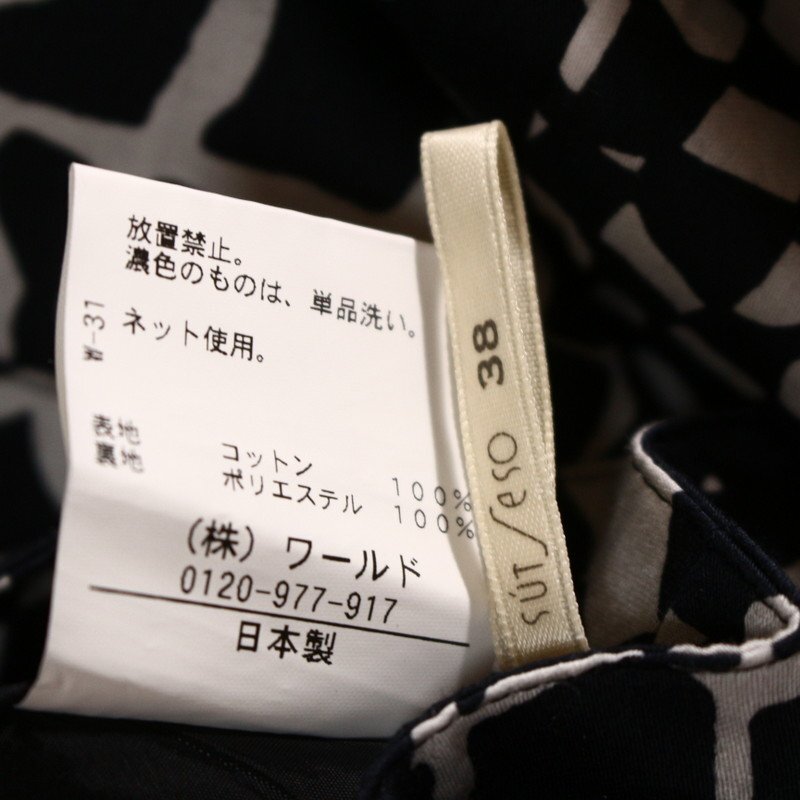 放置禁止。
濃色のものは、単品洗い。
ネット使用。
W-31
表地 コットン 100%
裏地 ポリエステル 100%
(株) ワールド
0120-977-917
日本製
38
SÚT/eSO